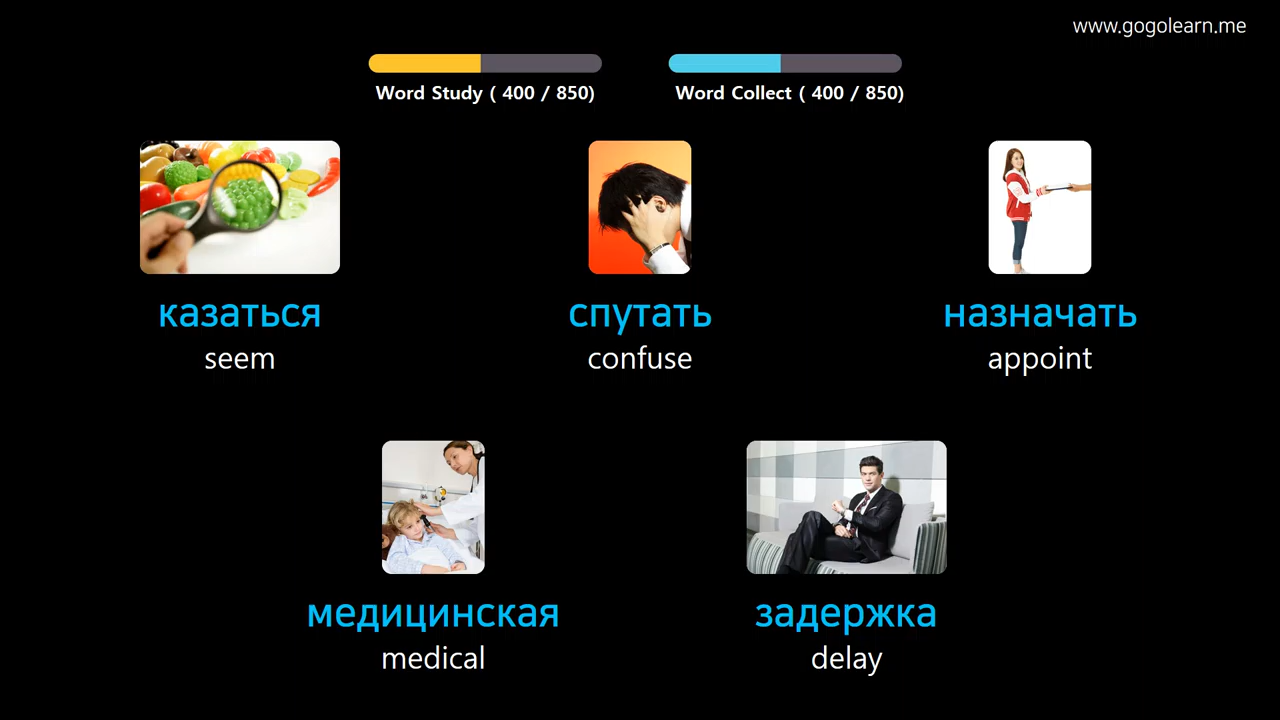 www.gogolearn.me
Word Study ( 400 / 850)
Word Collect ( 400 / 850)
казаться
seem
спутать
confuse
назначать
appoint
медицинская
medical
задержка
delay